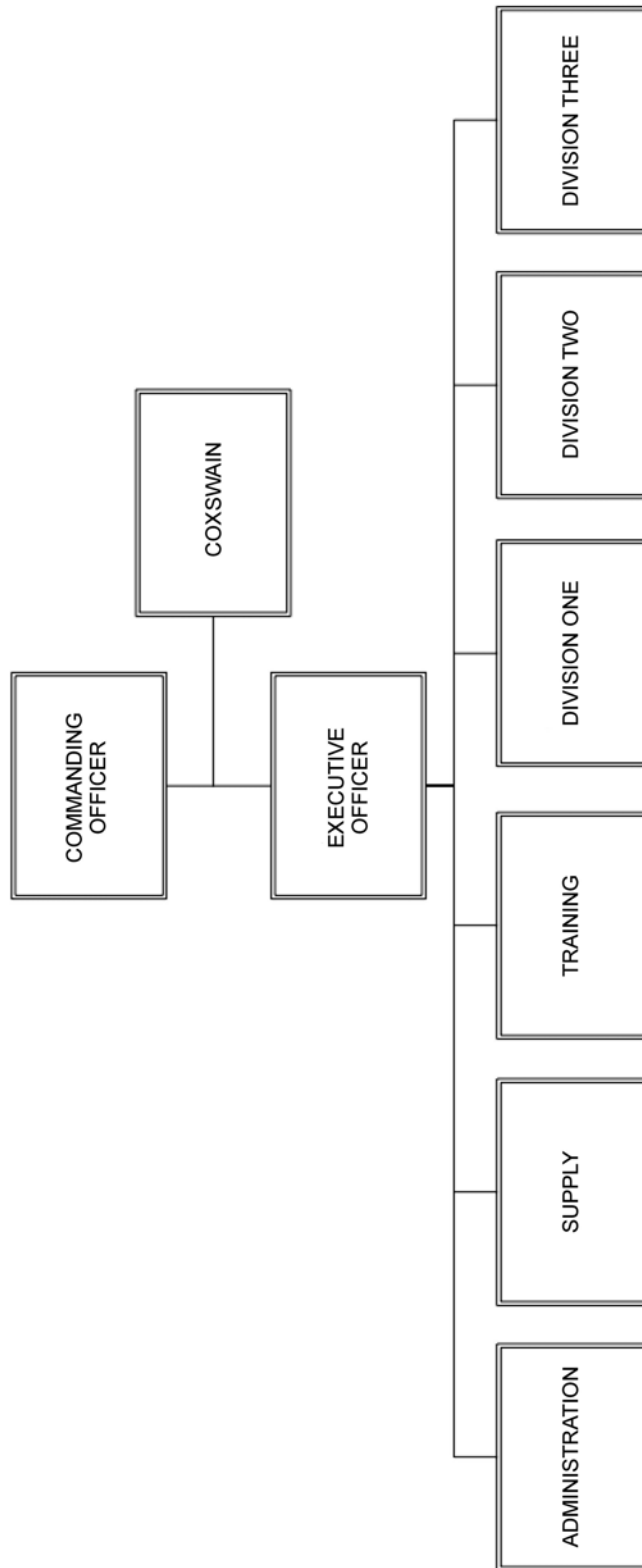 COMMANDING
OFFICER
COXSWAIN
EXECUTIVE
OFFICER
ADMINISTRATION
SUPPLY
TRAINING
DIVISION ONE
DIVISION TWO
DIVISION THREE